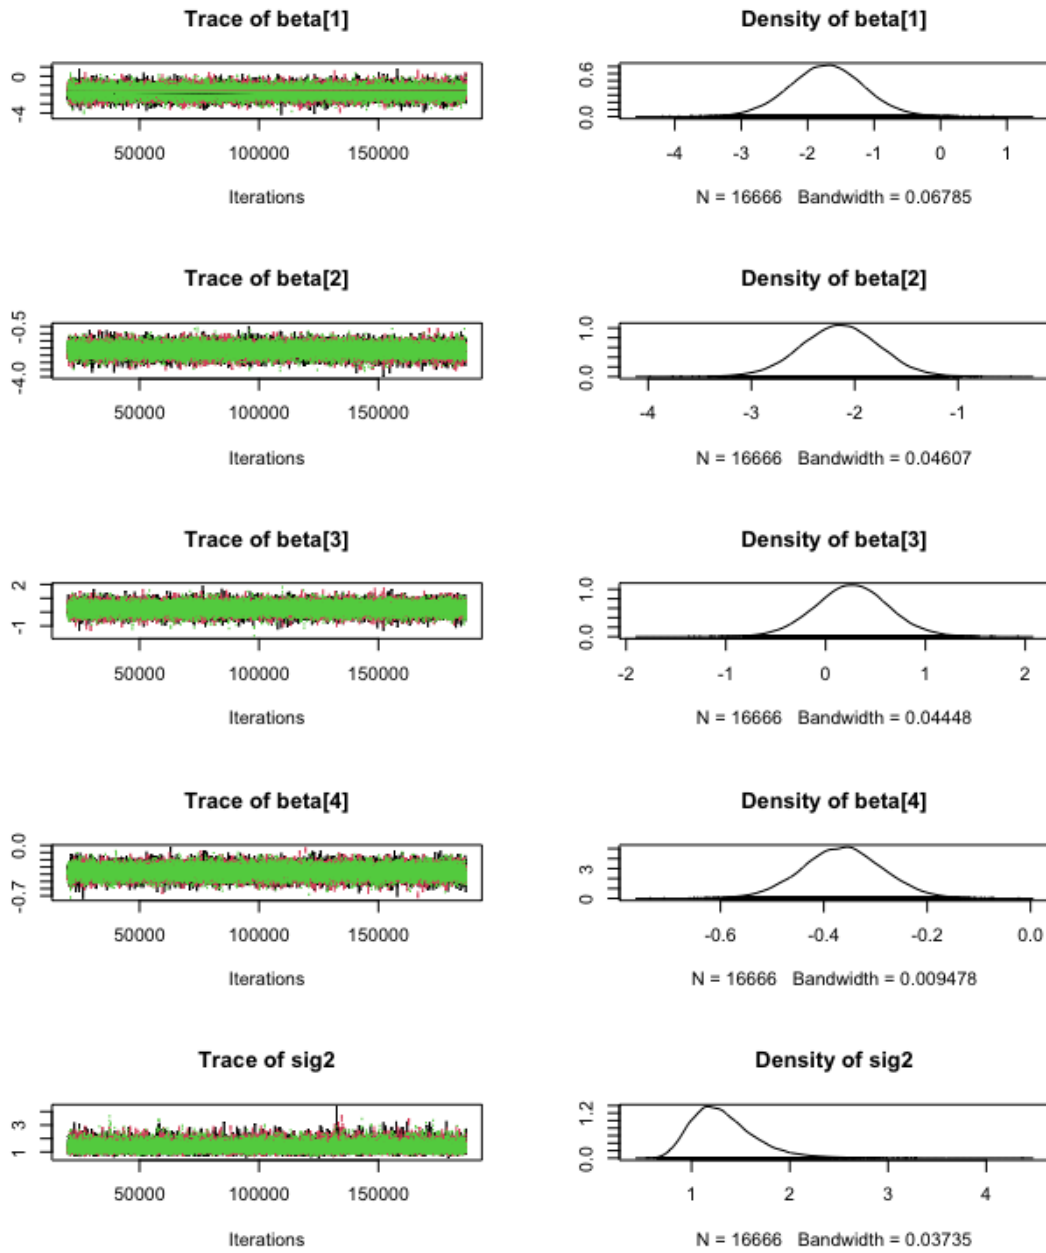 Trace of beta[1]
Density of beta[1]
0
-4
50000 100000 150000
Iterations
0.6
0.0
-4 -3 -2 -1 0 1
N = 16666 Bandwidth = 0.06785
Trace of beta[2]
Density of beta[2]
-0.5
-4.0
50000 100000 150000
Iterations
1.0
0.0
-4 -3 -2 -1
N = 16666 Bandwidth = 0.04607
Trace of beta[3]
Density of beta[3]
2
-1
50000 100000 150000
Iterations
1.0
0.0
-2 -1 0 1 2
N = 16666 Bandwidth = 0.04448
Trace of beta[4]
Density of beta[4]
0.0
-0.7
50000 100000 150000
Iterations
3
0
-0.6 -0.4 -0.2 0.0
N = 16666 Bandwidth = 0.009478
Trace of sig2
Density of sig2
3
1
50000 100000 150000
Iterations
1.2
0.0
1 2 3 4
N = 16666 Bandwidth = 0.03735